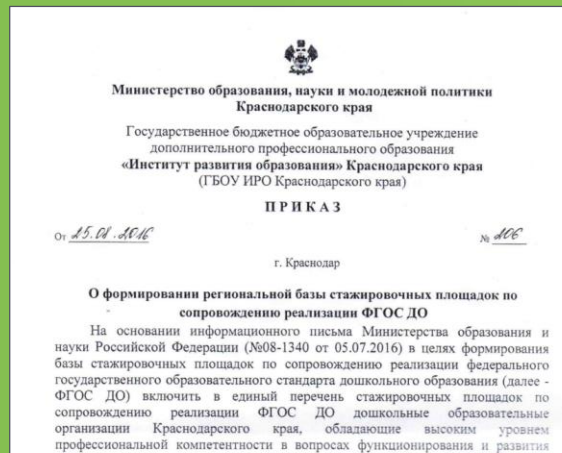 Министерство образования, науки и молодежной политики
Краснодарского края
Государственное бюджетное образовательное учреждение
дополнительного профессионального образования
«Институт развития образования» Краснодарского края
(ГБОУ ИРО Краснодарского края)
П Р И К А З
От 25.08.2016 № 206
г. Краснодар
О формировании региональной базы стажировочных площадок по
сопровождению реализации ФГОС ДО
На основании информационного письма Министерства образования и
науки Российской Федерации (№08-1340 от 05.07.2016) в целях формирования
базы стажировочных площадок по сопровождению реализации федерального
государственного образовательного стандарта дошкольного образования (далее -
ФГОС ДО) включить в единый перечень стажировочных площадок по
сопровождению реализации ФГОС ДО дошкольные образовательные
организации Краснодарского края, обладающие высоким уровнем
профессиональной компетентности в вопросах функционирования и развития